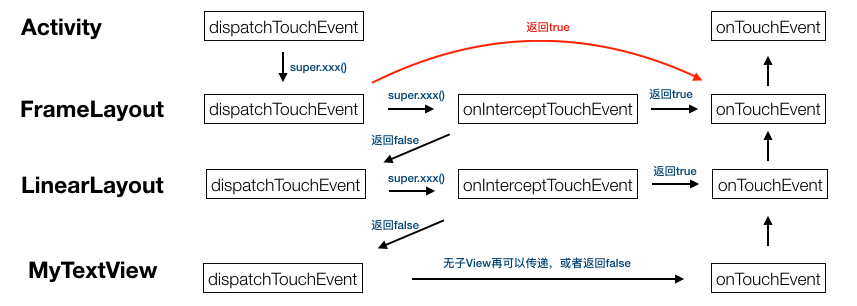 Activity
dispatchTouchEvent
返回true
onTouchEvent
super.xxx()
FrameLayout
dispatchTouchEvent
super.xxx()
onInterceptTouchEvent
返回true
onTouchEvent
返回false
LinearLayout
dispatchTouchEvent
super.xxx()
onInterceptTouchEvent
返回true
onTouchEvent
返回false
MyTextView
dispatchTouchEvent
无子View再可以传递，或者返回false
onTouchEvent